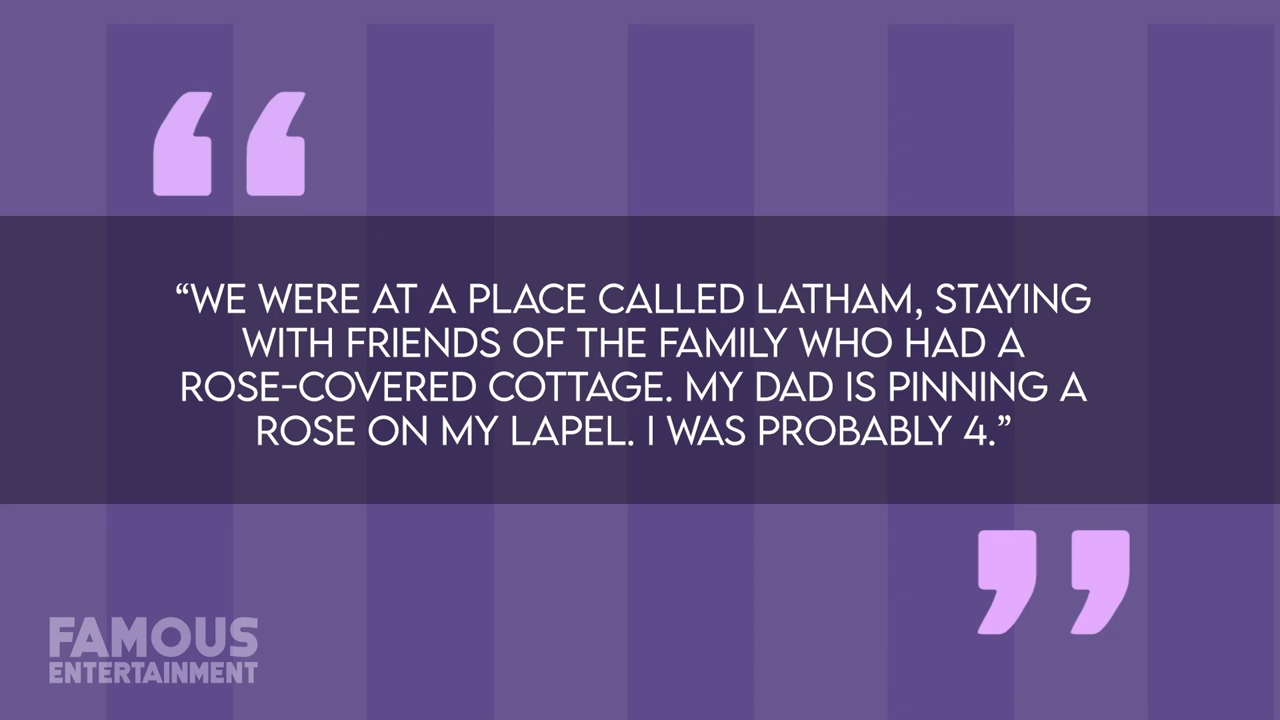 “WE WERE AT A PLACE CALLED LATHAM, STAYING
WITH FRIENDS OF THE FAMILY WHO HAD A
ROSE-COVERED COTTAGE. MY DAD IS PINNING A
ROSE ON MY LAPEL. I WAS PROBABLY 4.”
FAMOUS
ENTERTAINMENT